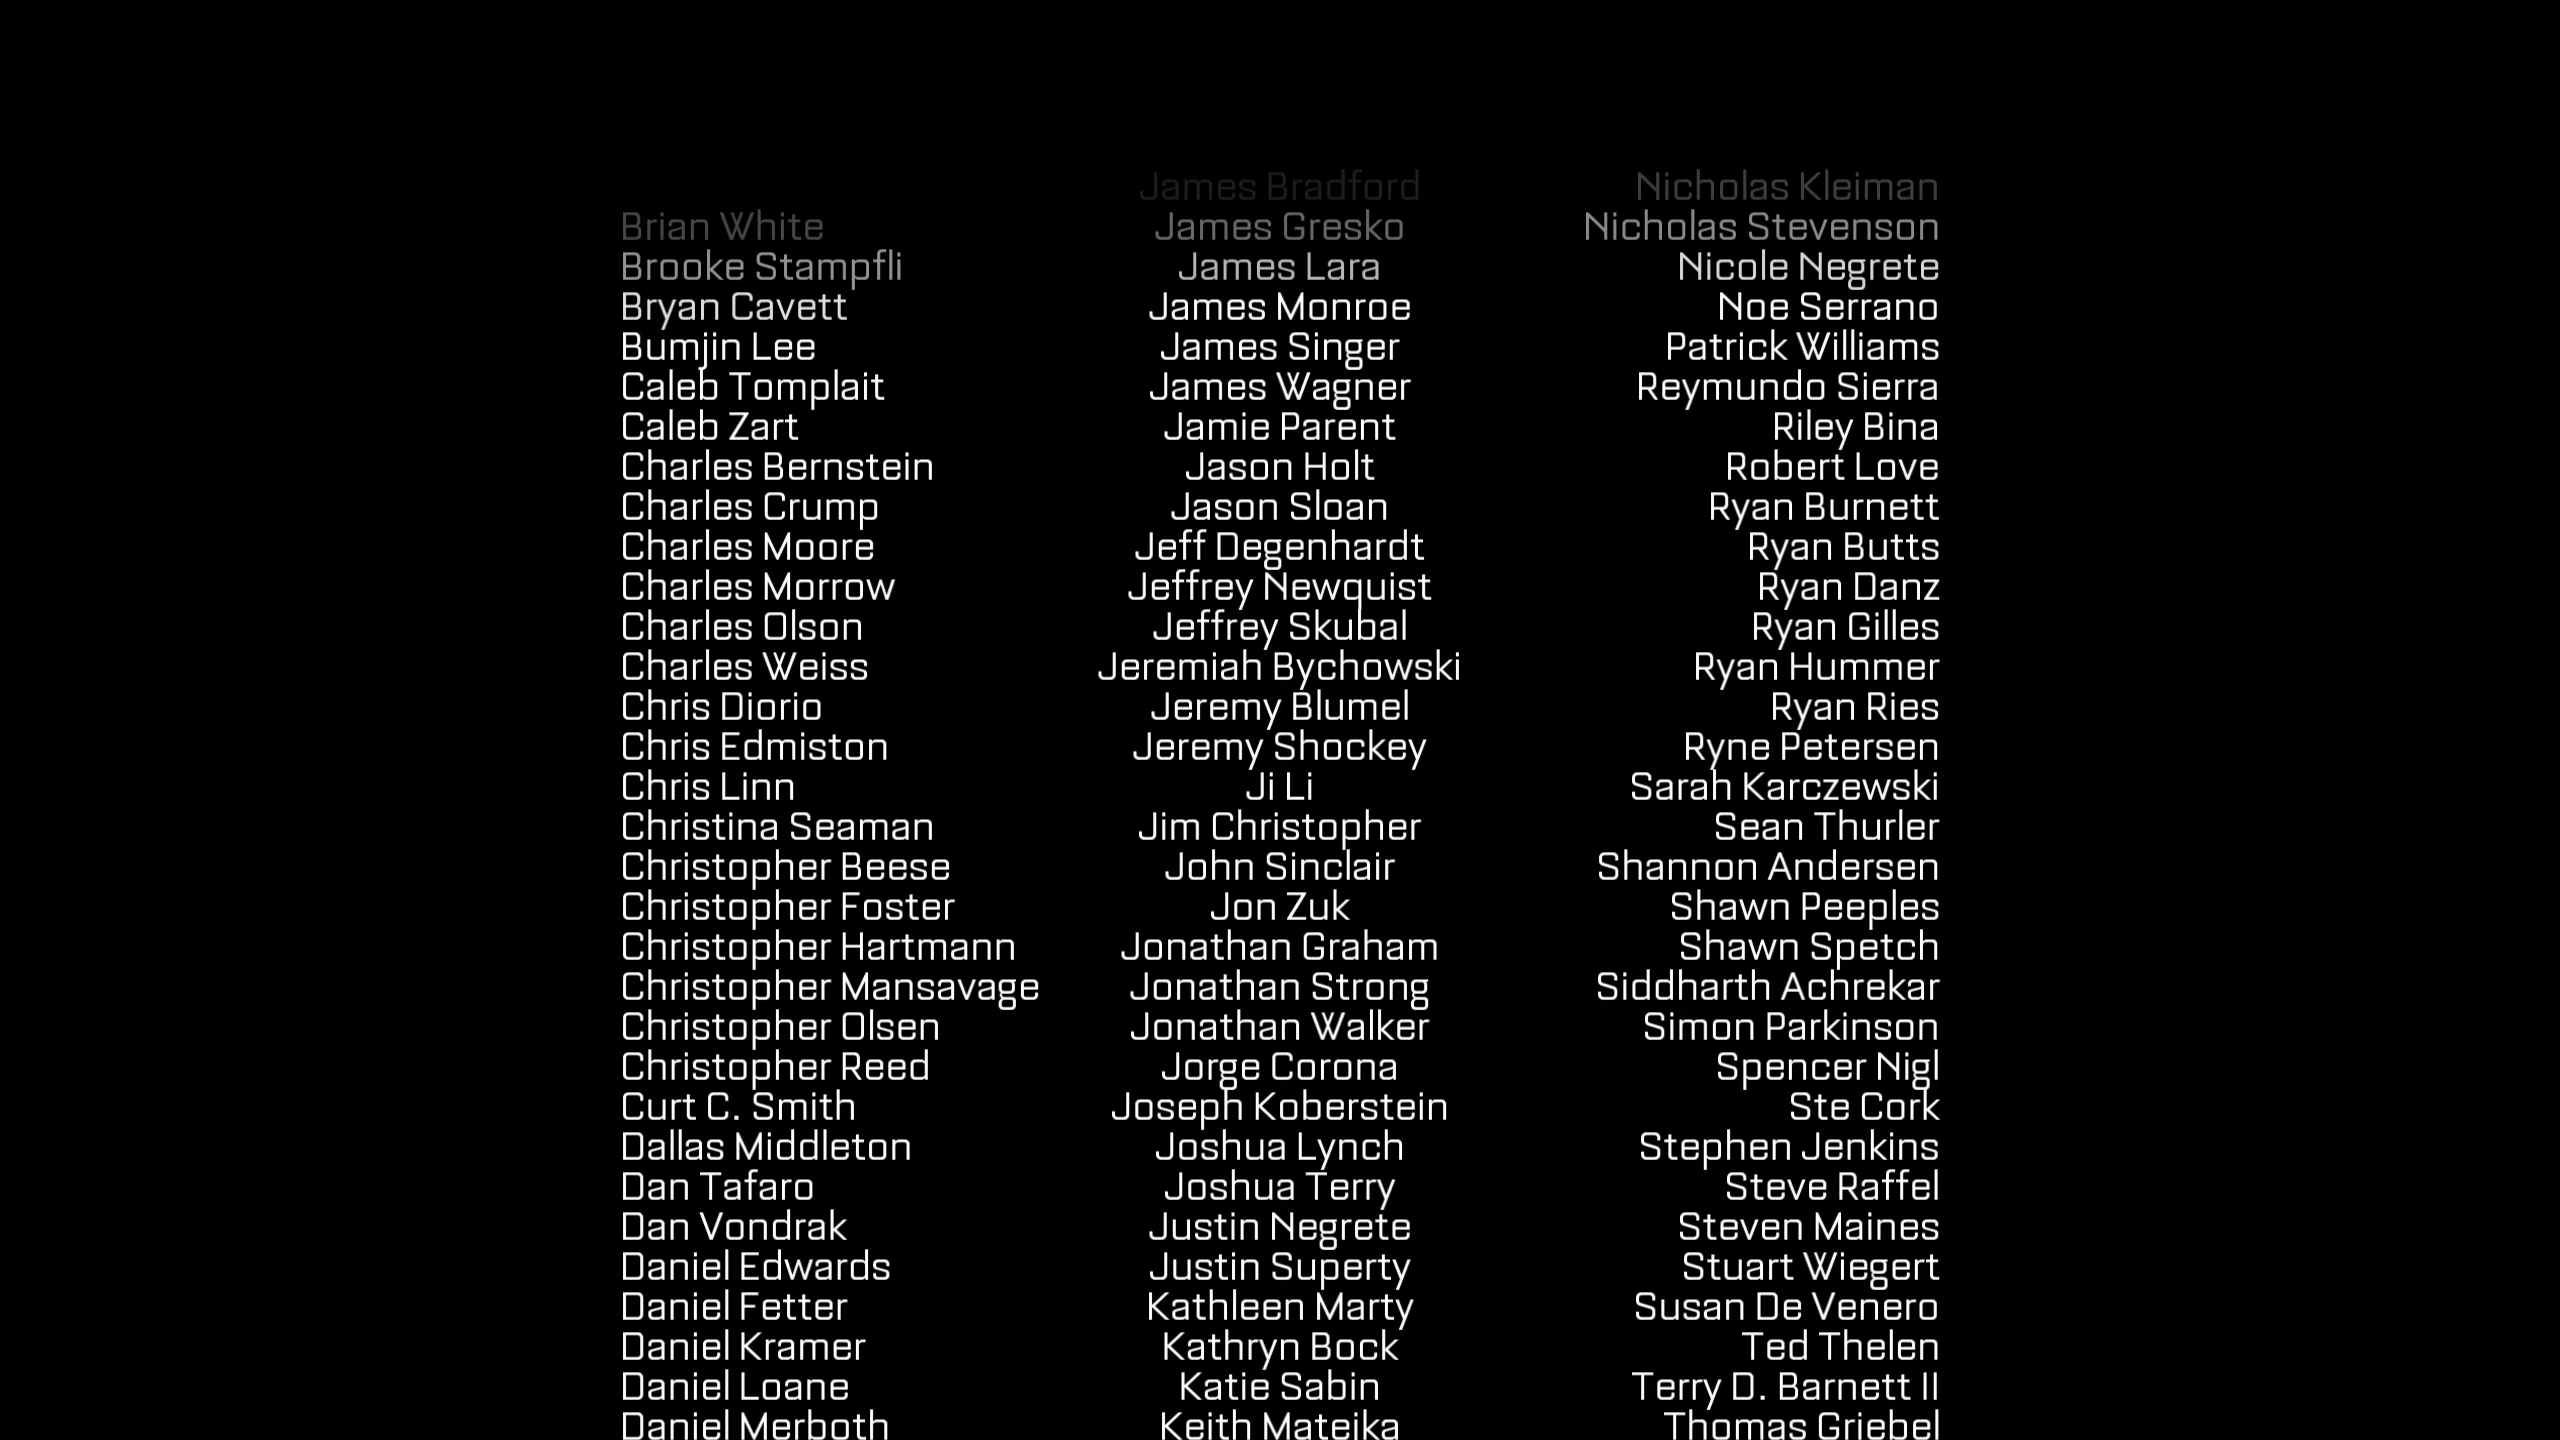 Brian White
Brooke Stampfli
Bryan Cavett
Bumjin Lee
Caleb Tomplait
Caleb Zart
Charles Bernstein
Charles Crump
Charles Moore
Charles Morrow
Charles Olson
Charles Weiss
Chris Diorio
Chris Edmiston
Chris Linn
Christina Seaman
Christopher Beese
Christopher Foster
Christopher Hartmann
Christopher Mansavage
Christopher Olsen
Christopher Reed
Curt C. Smith
Dallas Middleton
Dan Tafaro
Dan Vondrak
Daniel Edwards
Daniel Fetter
Daniel Kramer
Daniel Loane
Daniel Merboth
James Bradford
James Gresko
James Lara
James Monroe
James Singer
James Wagner
Jamie Parent
Jason Holt
Jason Sloan
Jeff Degenhardt
Jeffrey Newquist
Jeffrey Skubal
Jeremiah Bychowski
Jeremy Blumel
Jeremy Shockey
Ji Li
Jim Christopher
John Sinclair
Jon Zuk
Jonathan Graham
Jonathan Strong
Jonathan Walker
Jorge Corona
Joseph Koberstein
Joshua Lynch
Joshua Terry
Justin Negrete
Justin Superty
Kathleen Marty
Kathryn Bock
Katie Sabin
Keith Matejka
Nicholas Kleiman
Nicholas Stevenson
Nicole Negrete
Noe Serrano
Patrick Williams
Reymundo Sierra
Riley Bina
Robert Love
Ryan Burnett
Ryan Butts
Ryan Danz
Ryan Gilles
Ryan Hummer
Ryan Ries
Ryne Petersen
Sarah Karczewski
Sean Thurler
Shannon Andersen
Shawn Peeples
Shawn Spetch
Siddharth Achrekar
Simon Parkinson
Spencer Nigl
Ste Cork
Stephen Jenkins
Steve Raffel
Steven Maines
Stuart Wiegert
Susan De Venero
Ted Thelen
Terry D. Barnett II
Thomas Griebel